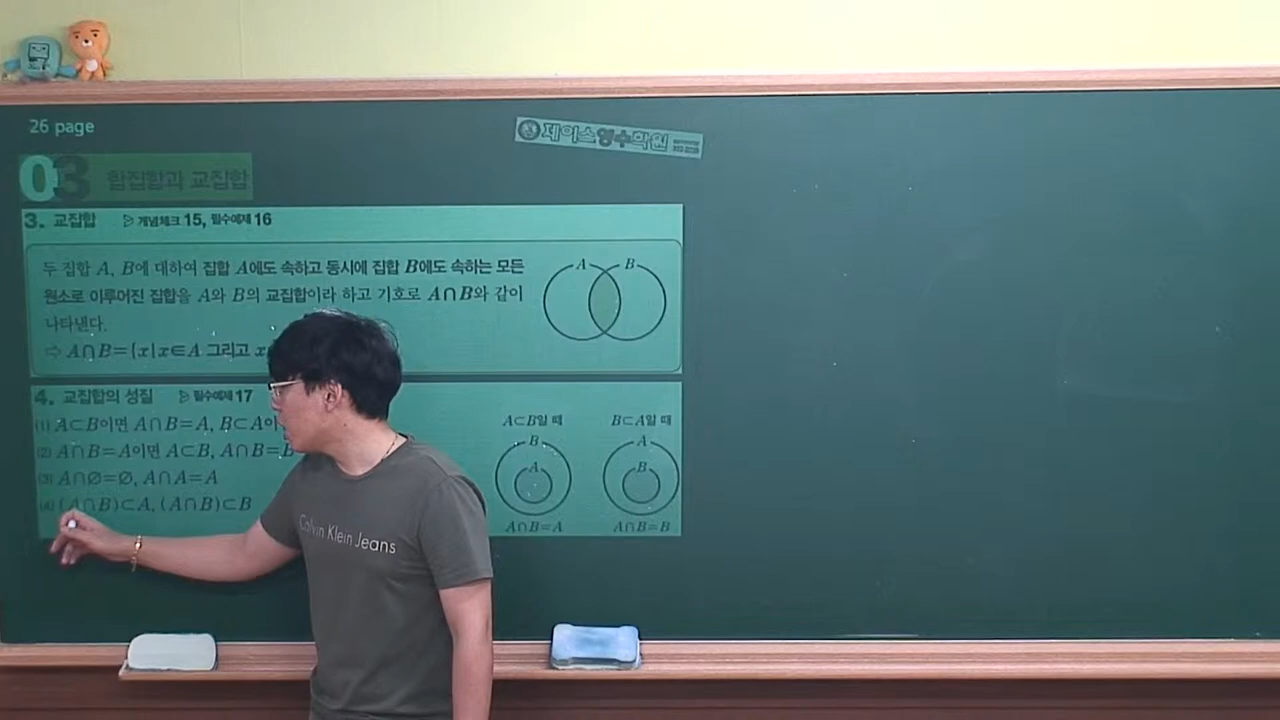 26 page
제이스영수학원
03 합집합과 교집합
3. 교집합 ▷ 개념체크 15, 필수예제 16
두 집합 A, B에 대하여 집합 A에도 속하고 동시에 집합 B에도 속하는 모든
원소로 이루어진 집합을 A와 B의 교집합이라 하고 기호로 A∩B와 같이
나타낸다.
⇨ A∩B={x|x∈A 그리고 x
A B
4. 교집합의 성질 ▷ 필수예제 17
(1) A⊂B이면 A∩B=A, B⊂A이
(2) A∩B=A이면 A⊂B, A∩B=B
(3) A∩∅=∅, A∩A=A
(4) (A∩B)⊂A, (A∩B)⊂B
A⊂B일 때 B⊂A일 때
B A
A B
A∩B=A A∩B=B
Calvin Klein Jeans